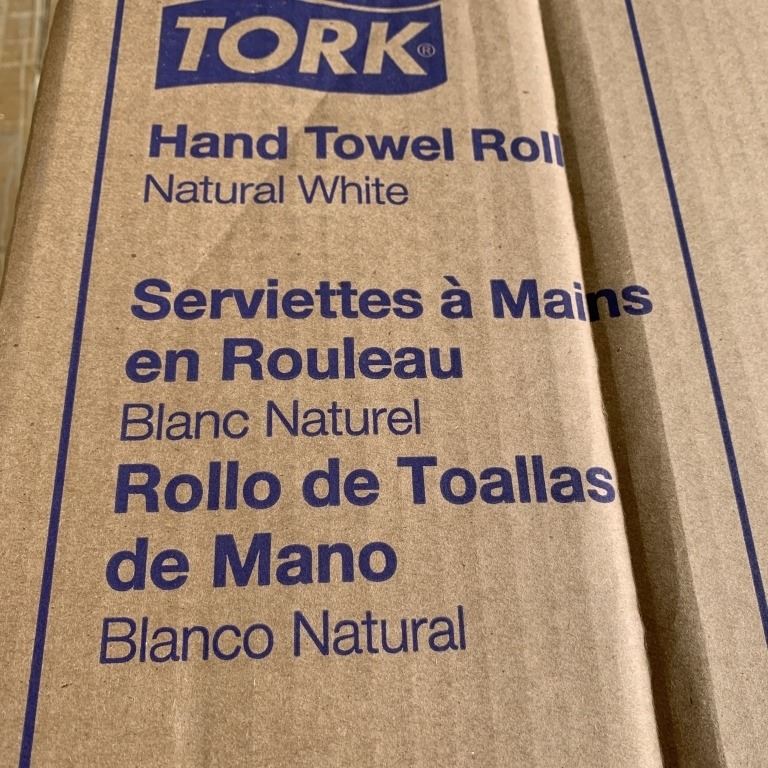 TORK®
Hand Towel Roll
Natural White
Serviettes à Mains
en Rouleau
Blanc Naturel
Rollo de Toallas
de Mano
Blanco Natural